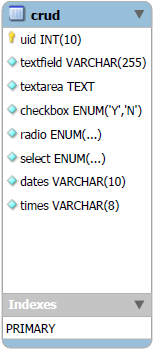 crud
uid INT(10)
textfield VARCHAR(255)
textarea TEXT
checkbox ENUM('Y','N')
radio ENUM(...)
select ENUM(...)
dates VARCHAR(10)
times VARCHAR(8)
Indexes
PRIMARY